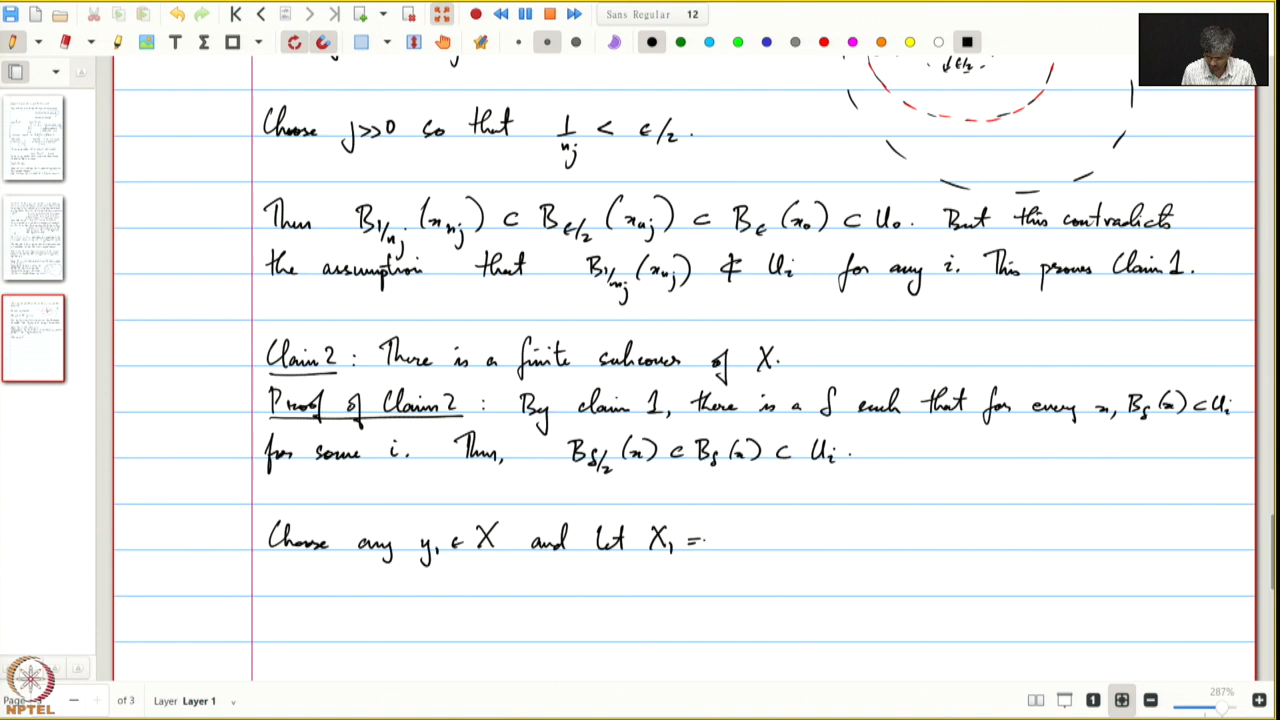 Sans Regular 12
↓ε/2
Choose j>>0 so that 1/n_j < ε/2.
Thus B_{1/n_j}(x_{n_j}) ⊂ B_{ε/2}(x_{n_j}) ⊂ B_ε(x_0) ⊂ U_0. But this contradicts
the assumption that B_{1/n_j}(x_{n_j}) ⊄ U_i for any i. This proves Claim 1.
Claim 2 : There is a finite subcover of X.
Proof of Claim 2 : By claim 1, there is a δ such that for every x, B_δ(x) ⊂ U_i
for some i. Thus, B_{δ/2}(x) ⊂ B_δ(x) ⊂ U_i.
Choose any y_1 ∈ X and let X_1 =
NPTEL
Page 3 of 3 Layer Layer 1
287%